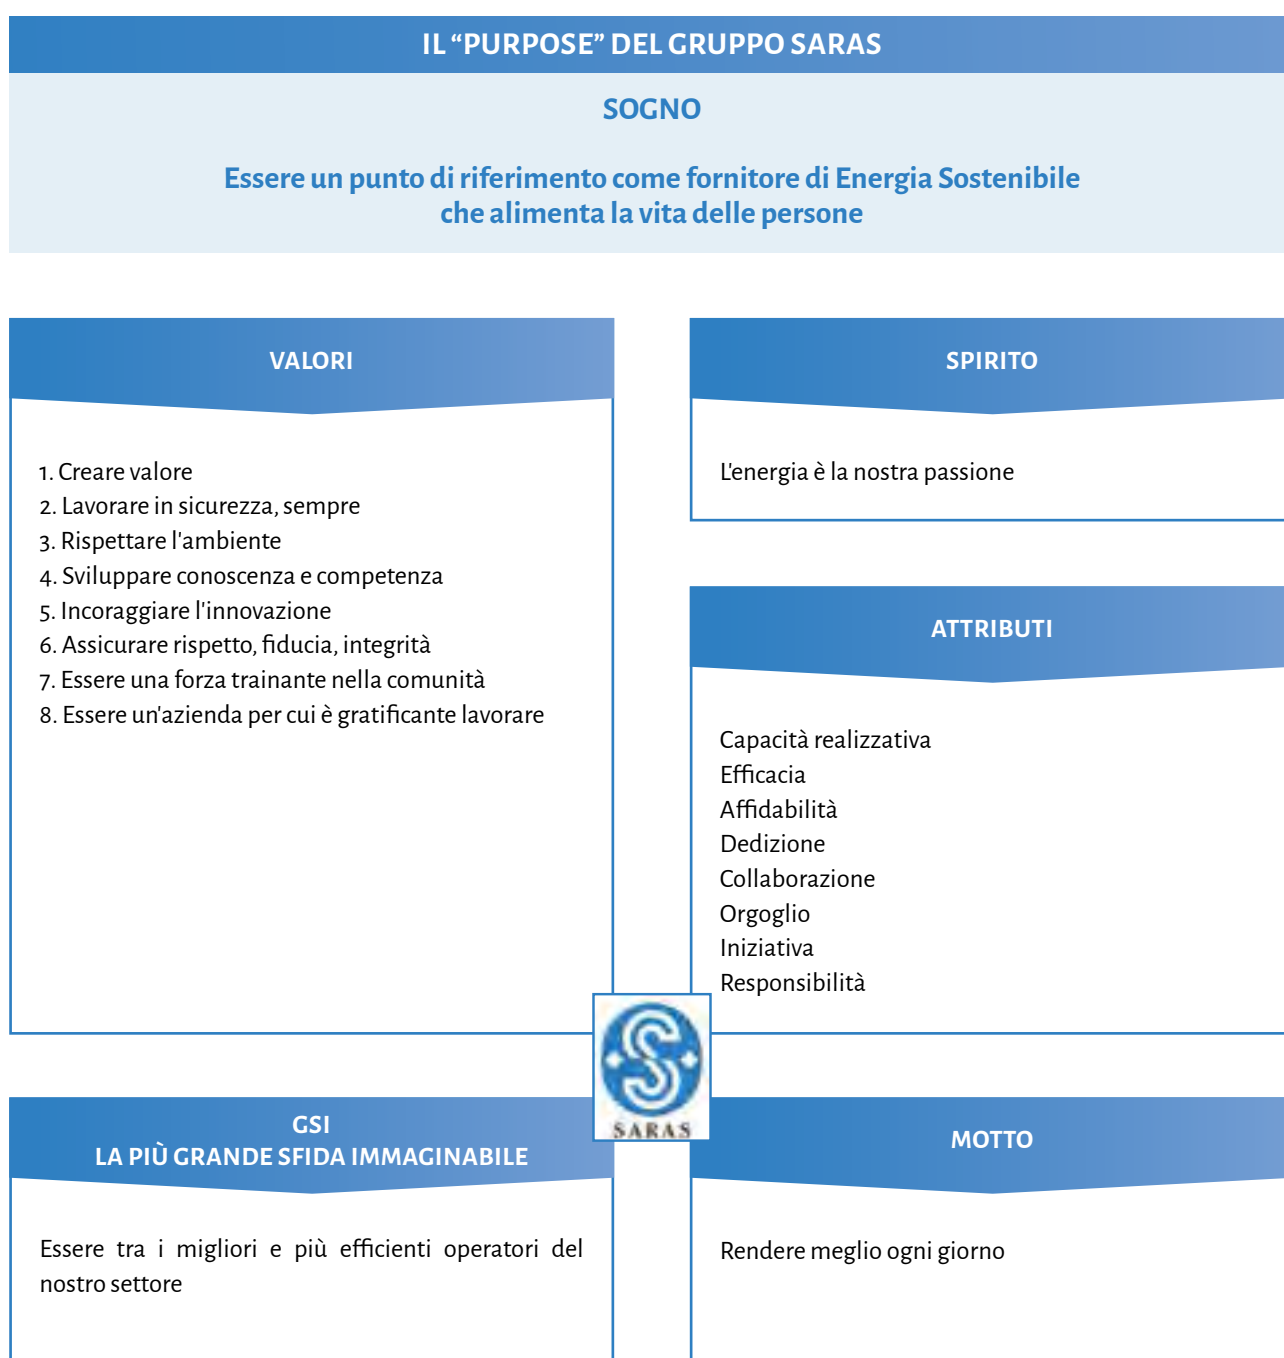 IL “PURPOSE” DEL GRUPPO SARAS
SOGNO
Essere un punto di riferimento come fornitore di Energia Sostenibile
che alimenta la vita delle persone
VALORI
1. Creare valore
2. Lavorare in sicurezza, sempre
3. Rispettare l'ambiente
4. Sviluppare conoscenza e competenza
5. Incoraggiare l'innovazione
6. Assicurare rispetto, fiducia, integrità
7. Essere una forza trainante nella comunità
8. Essere un'azienda per cui è gratificante lavorare
SPIRITO
L'energia è la nostra passione
ATTRIBUTI
Capacità realizzativa
Efficacia
Affidabilità
Dedizione
Collaborazione
Orgoglio
Iniziativa
Responsabilità
SARAS
GSI
LA PIÙ GRANDE SFIDA IMMAGINABILE
Essere tra i migliori e più efficienti operatori del
nostro settore
MOTTO
Rendere meglio ogni giorno